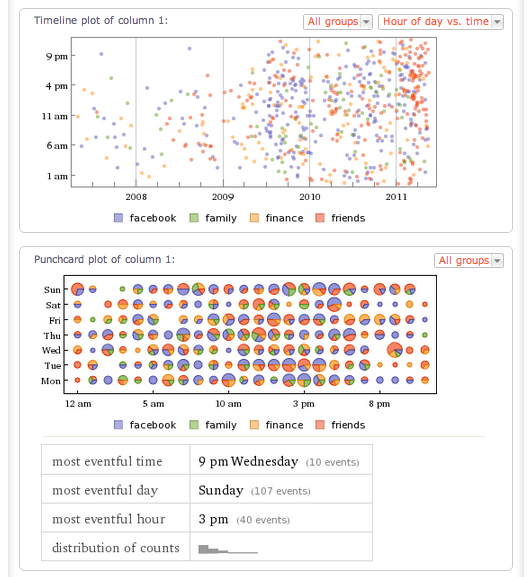 Timeline plot of column 1:
All groups
Hour of day vs. time
9 pm
4 pm
11 am
6 am
1 am
2008
2009
2010
2011
facebook
family
finance
friends
Punchcard plot of column 1:
All groups
Sun
Sat
Fri
Thu
Wed
Tue
Mon
12 am
5 am
10 am
3 pm
8 pm
facebook
family
finance
friends
most eventful time 9 pm Wednesday (10 events)
most eventful day Sunday (107 events)
most eventful hour 3 pm (40 events)
distribution of counts